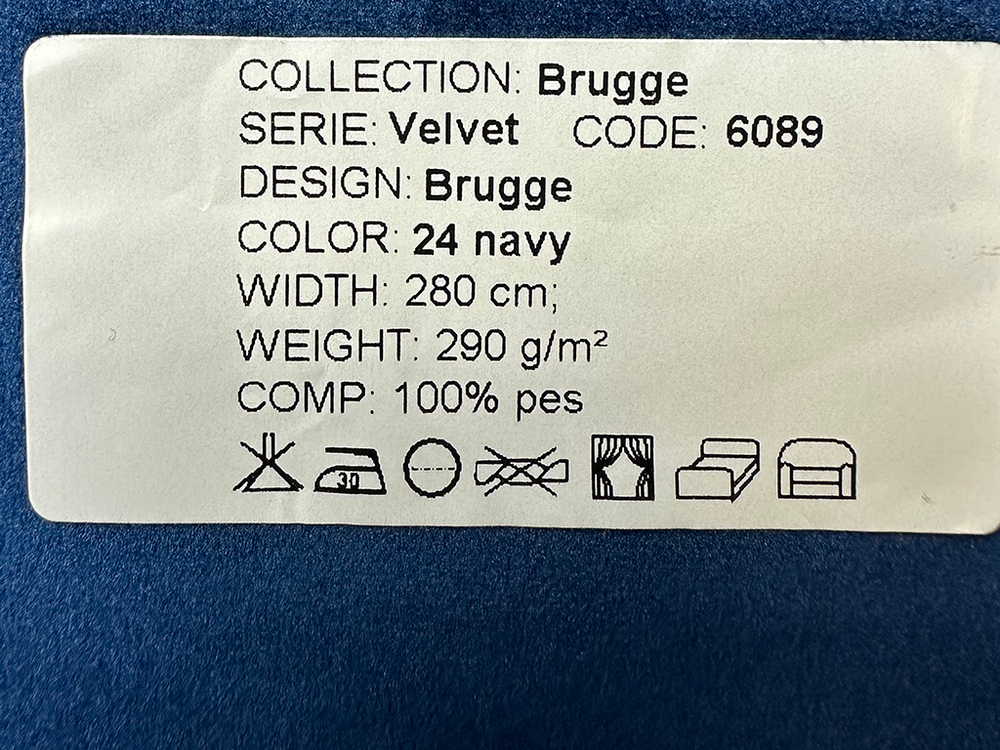 COLLECTION: Brugge
SERIE: Velvet CODE: 6089
DESIGN: Brugge
COLOR: 24 navy
WIDTH: 280 cm;
WEIGHT: 290 g/m²
COMP: 100% pes
30